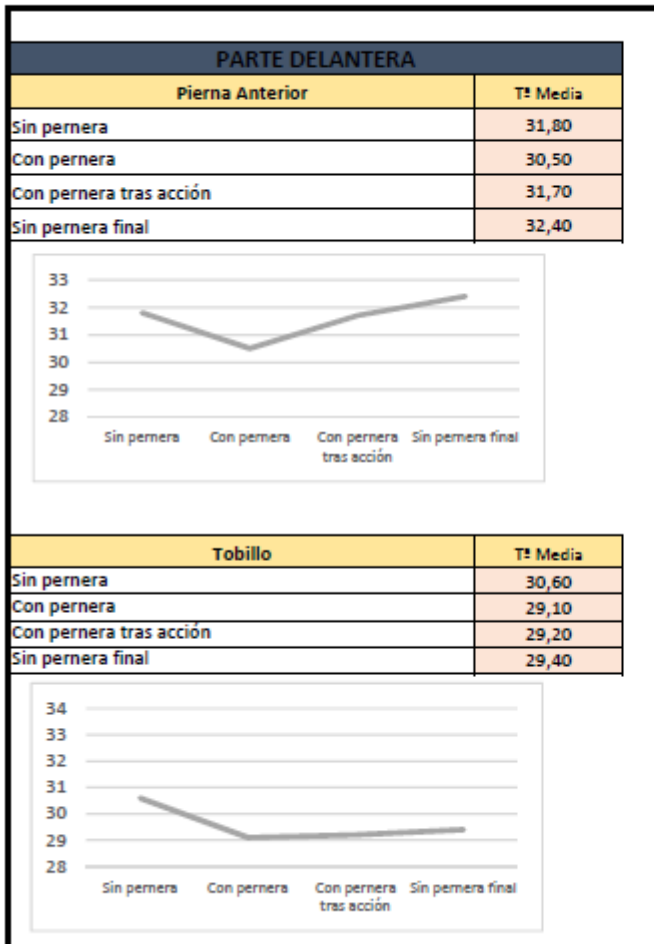 PARTE DELANTERA
Pierna Anterior Tª Media
Sin pernera 31,80
Con pernera 30,50
Con pernera tras acción 31,70
Sin pernera final 32,40
33
32
31
30
29
28
Sin pernera Con pernera Con pernera Sin pernera final
tras acción
Tobillo Tª Media
Sin pernera 30,60
Con pernera 29,10
Con pernera tras acción 29,20
Sin pernera final 29,40
34
33
32
31
30
29
28
Sin pernera Con pernera Con pernera Sin pernera final
tras acción